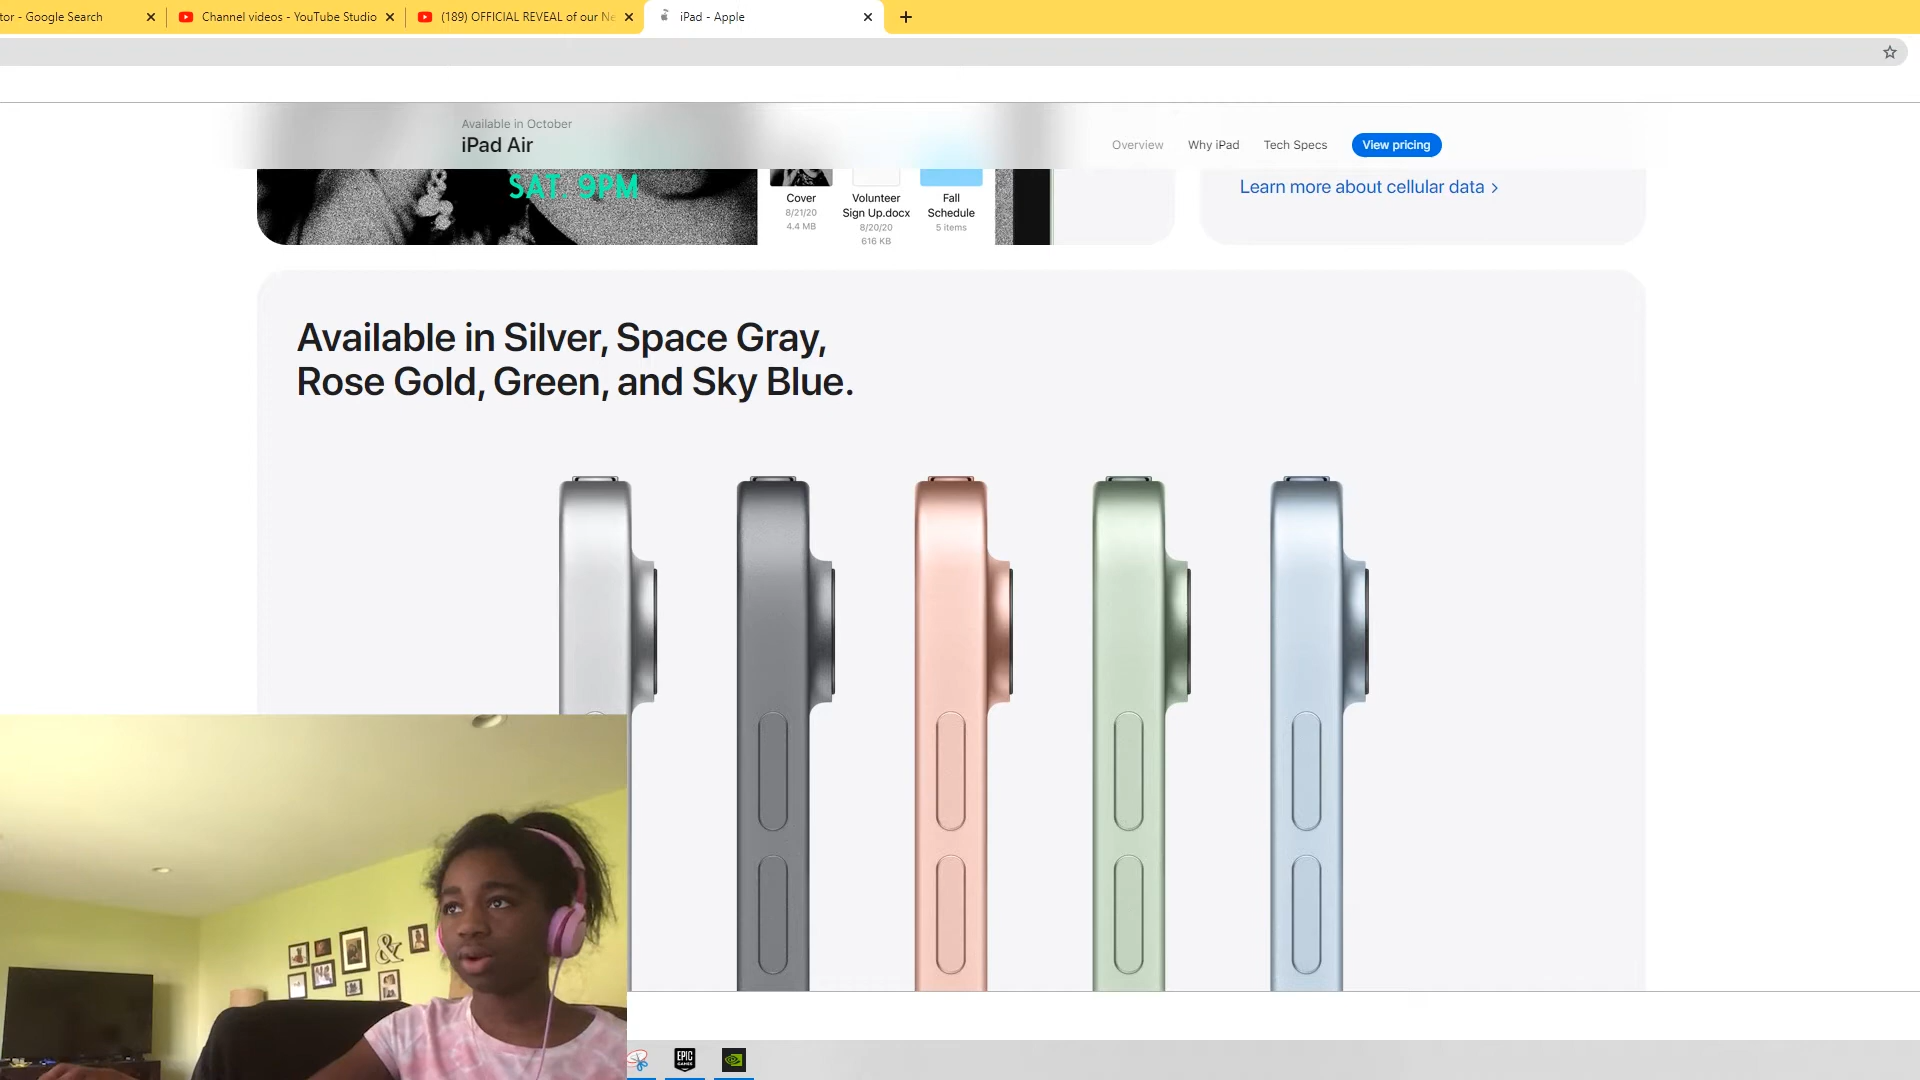 tor - Google Search
Channel videos - YouTube Studio
(189) OFFICIAL REVEAL of our Ne
iPad - Apple
Available in October
iPad Air
Overview
Why iPad
Tech Specs
View pricing
SAT. 9PM
Cover
8/21/20
4.4 MB
Volunteer
Sign Up.docx
8/20/20
616 KB
Fall
Schedule
5 items
Learn more about cellular data >
Available in Silver, Space Gray,
Rose Gold, Green, and Sky Blue.
&
EPIC
GAMES